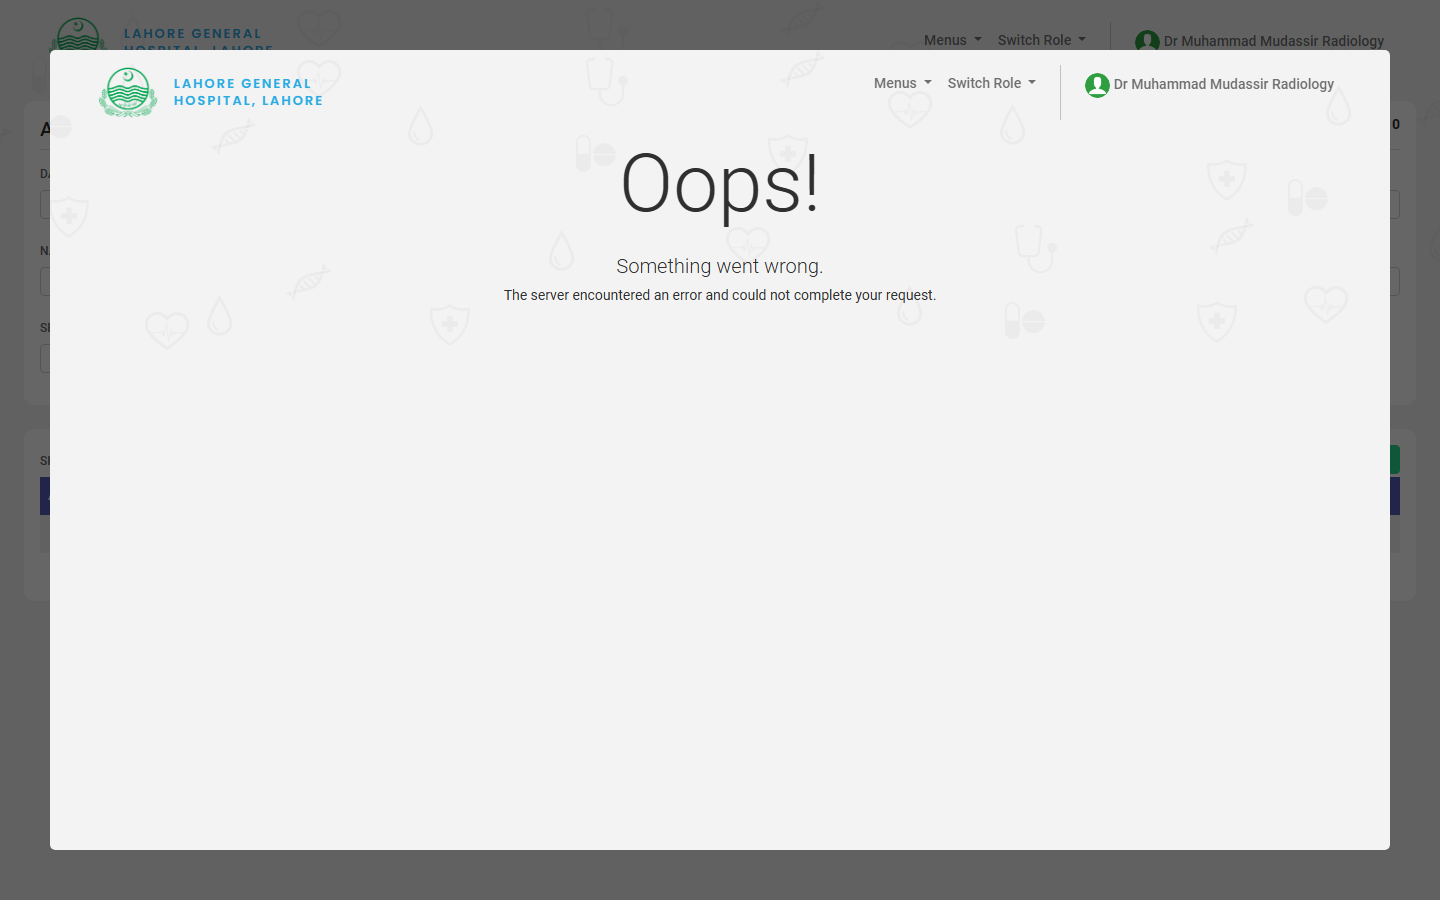 LAHORE GENERAL
HOSPITAL, LAHORE
Menus
Switch Role
Dr Muhammad Mudassir Radiology
LAHORE GENERAL
HOSPITAL, LAHORE
Menus
Switch Role
Dr Muhammad Mudassir Radiology
Oops!
Something went wrong.
The server encountered an error and could not complete your request.
0